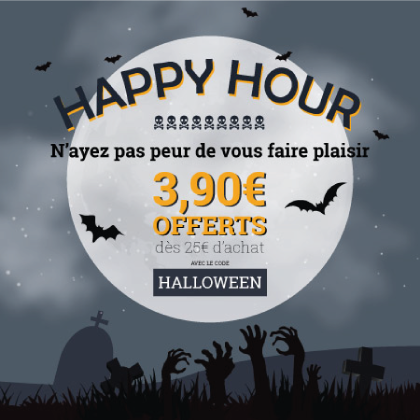 HAPPY HOUR
N'ayez pas peur de vous faire plaisir
3,90€
OFFERTS
dès 25€ d'achat
AVEC LE CODE
HALLOWEEN